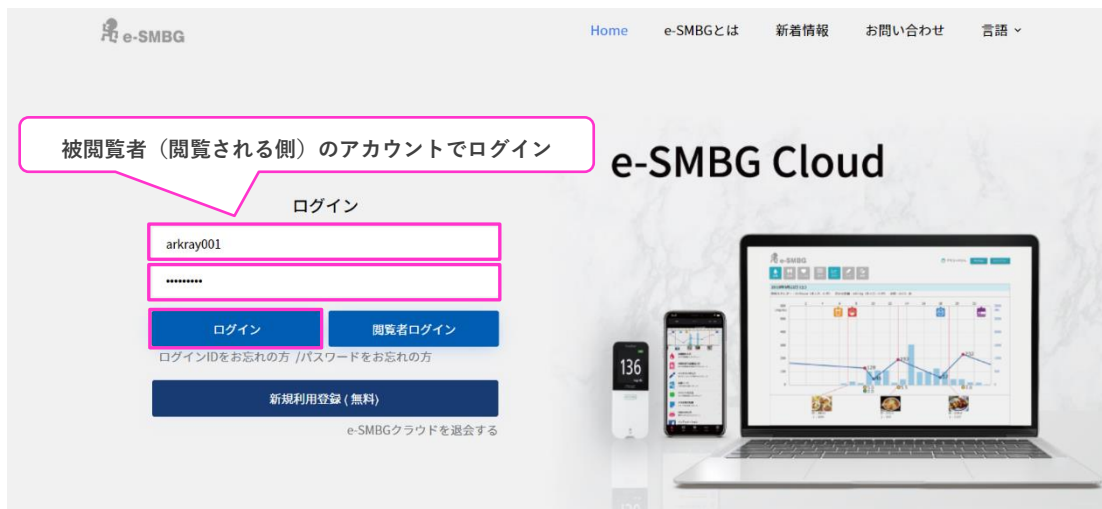 e-SMBG
Home e-SMBGとは 新着情報 お問い合わせ 言語
被閲覧者（閲覧される側）のアカウントでログイン
e-SMBG Cloud
ログイン
arkray001
•••••••••
ログイン 閲覧者ログイン
ログインIDをお忘れの方 /パスワードをお忘れの方
新規利用登録 ( 無料)
e-SMBGクラウドを退会する
e-SMBG
136